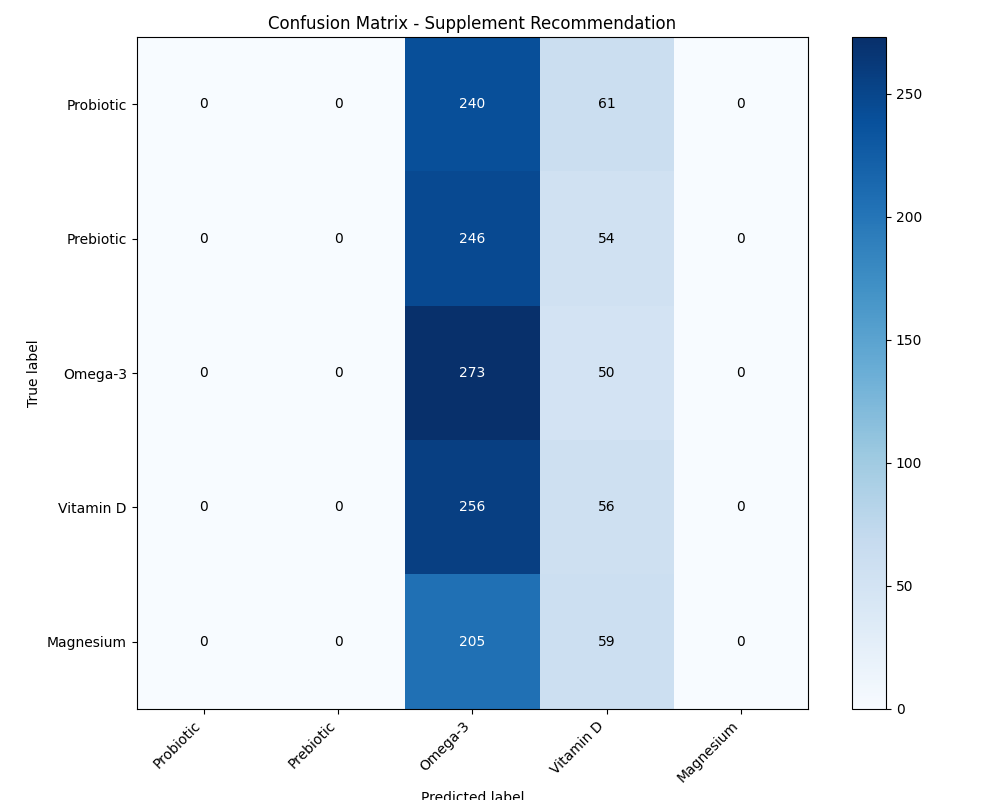 Confusion Matrix - Supplement Recommendation
Probiotic 0 0 240 61 0
Prebiotic 0 0 246 54 0
Omega-3 0 0 273 50 0
Vitamin D 0 0 256 56 0
Magnesium 0 0 205 59 0
True label
Probiotic Prebiotic Omega-3 Vitamin D Magnesium
Predicted label
250
200
150
100
50
0